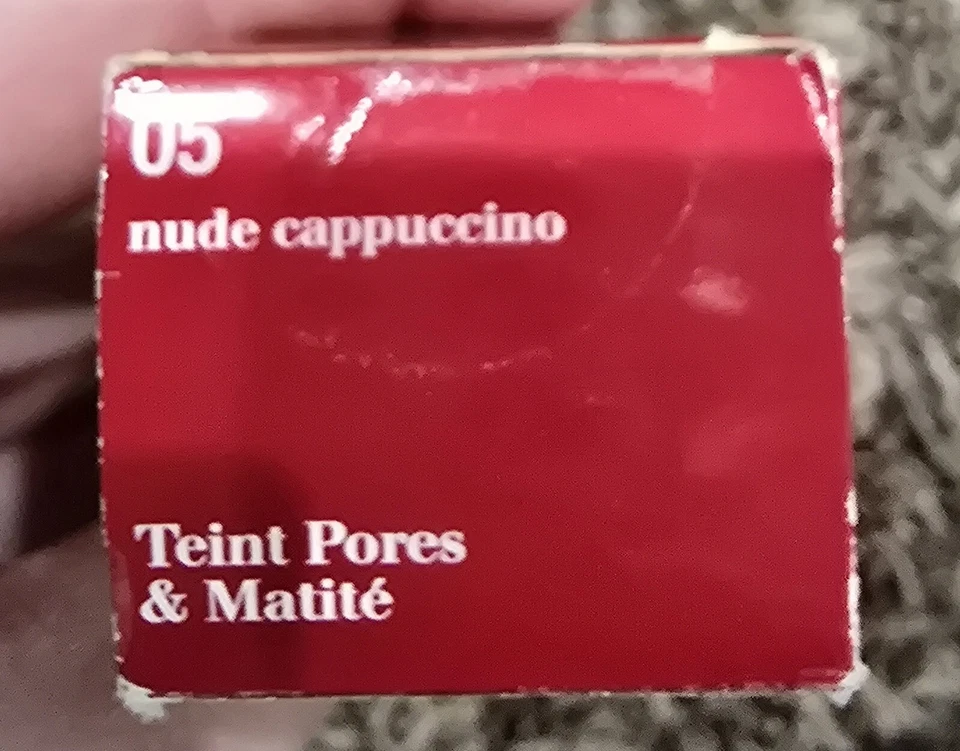 05
nude cappuccino
Teint Pores
& Matité